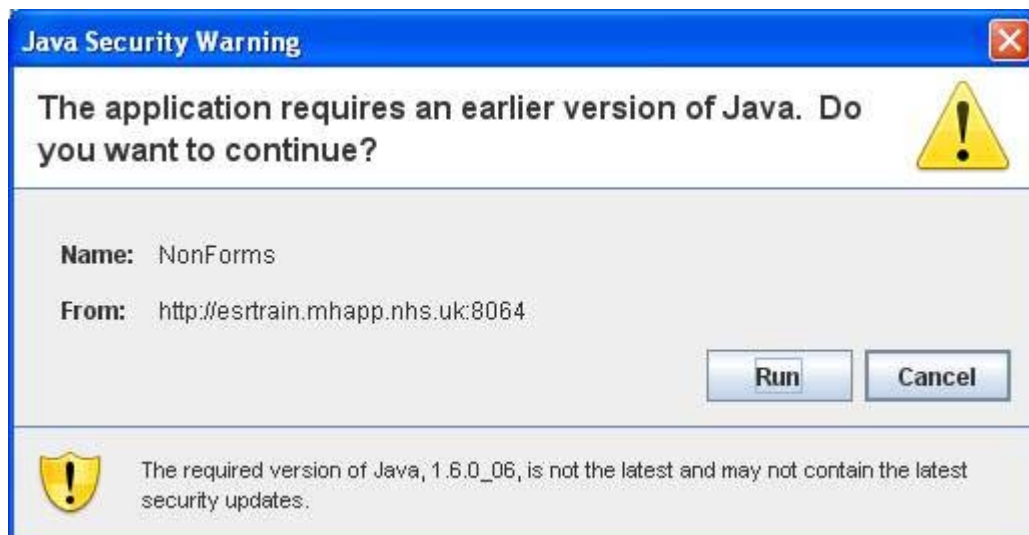 Java Security Warning
The application requires an earlier version of Java. Do
you want to continue?
Name: NonForms
From: http://esrtrain.mhapp.nhs.uk:8064
Run Cancel
The required version of Java, 1.6.0_06, is not the latest and may not contain the latest
security updates.